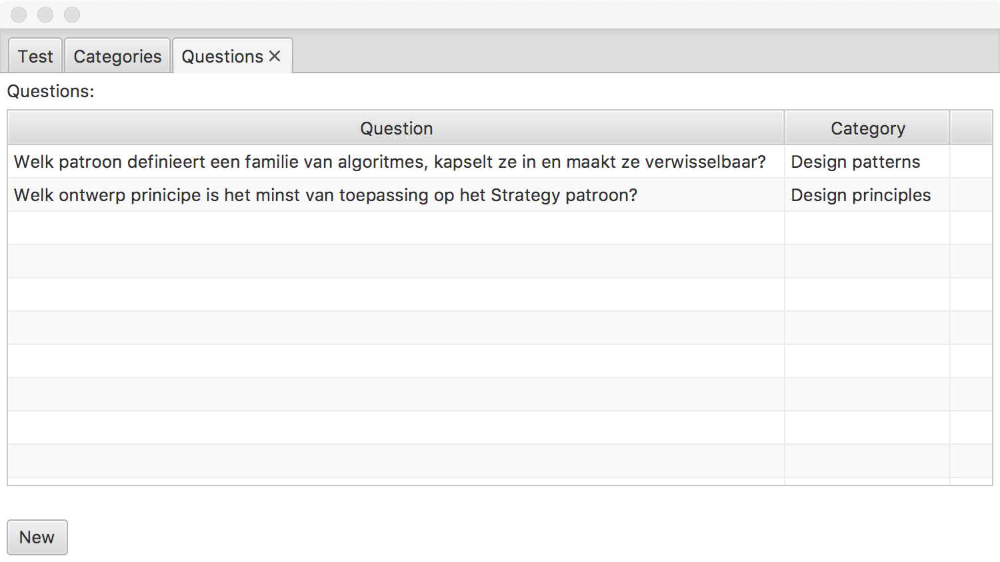 Test Categories Questions
Questions:
Question Category
Welk patroon definieert een familie van algoritmes, kapselt ze in en maakt ze verwisselbaar? Design patterns
Welk ontwerp prinicipe is het minst van toepassing op het Strategy patroon? Design principles
New